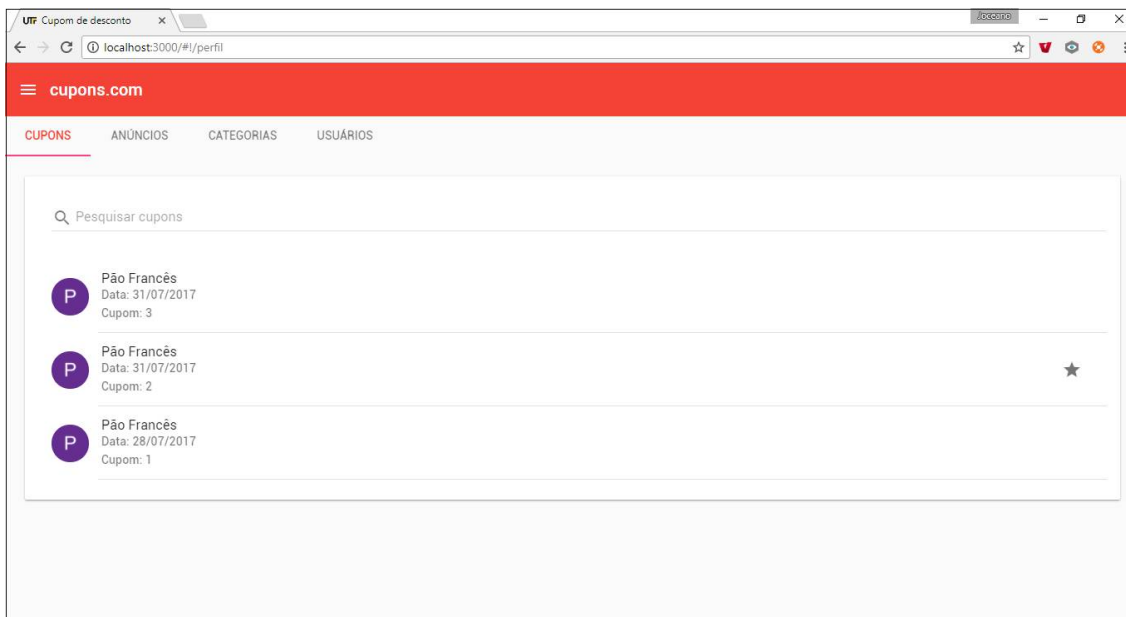 UTF Cupom de desconto
Joceano
localhost:3000/#!/perfil
cupons.com
CUPONS ANÚNCIOS CATEGORIAS USUÁRIOS
Pesquisar cupons
P
Pão Francês
Data: 31/07/2017
Cupom: 3
P
Pão Francês
Data: 31/07/2017
Cupom: 2
P
Pão Francês
Data: 28/07/2017
Cupom: 1